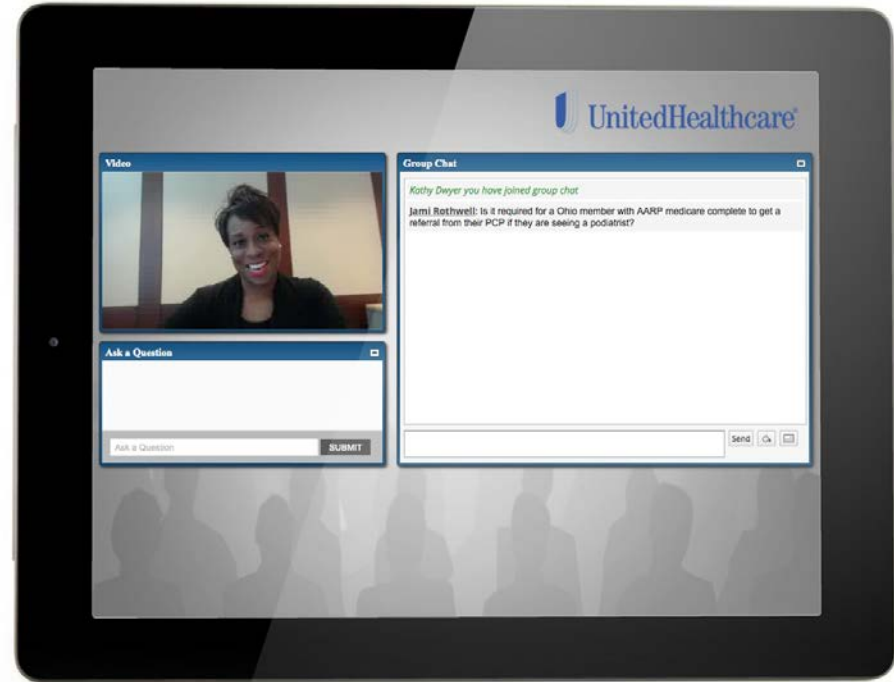 UnitedHealthcare®
Video
Group Chat
Kathy Dwyer you have joined group chat
Jami Rothwell: Is it required for a Ohio member with AARP medicare complete to get a
referral from their PCP if they are seeing a podiatrist?
Ask a Question
Ask a Question
SUBMIT
Send